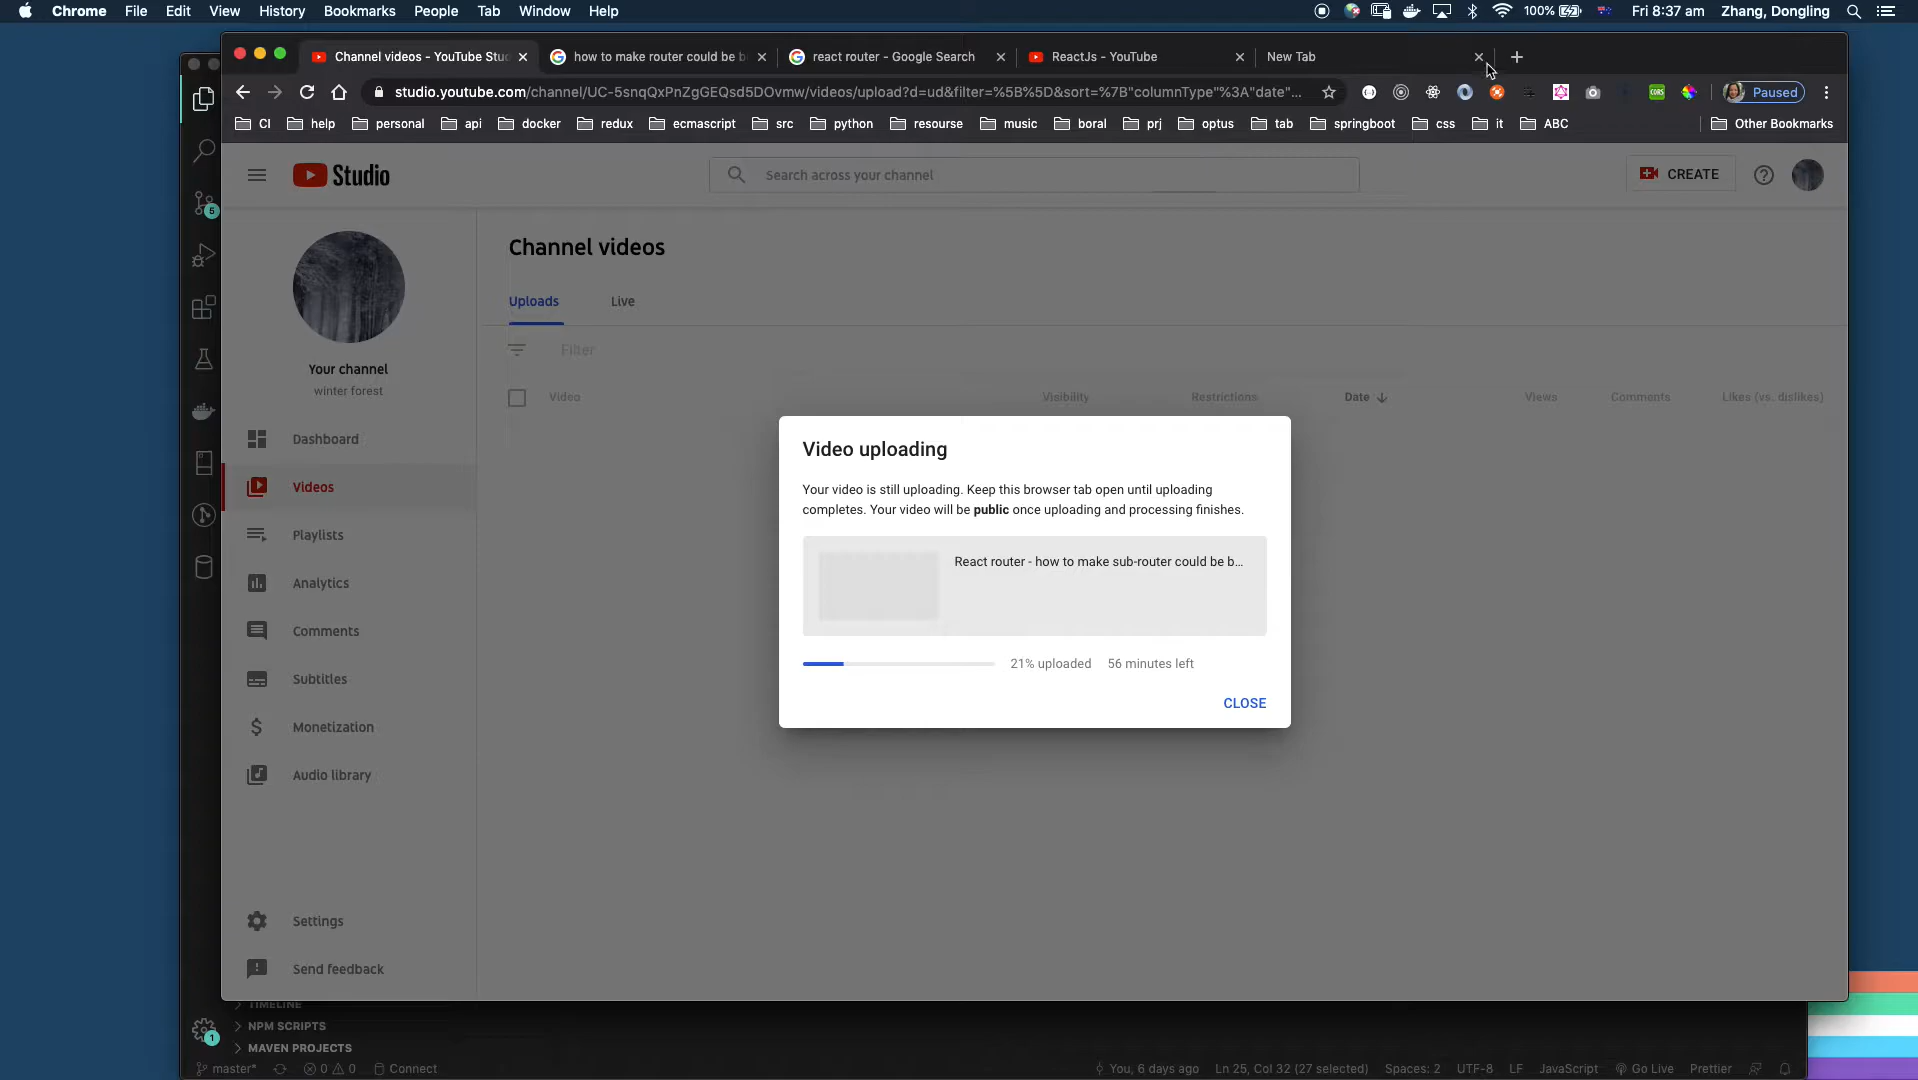 Chrome File Edit View History Bookmarks People Tab Window Help 100% Fri 8:37 am Zhang, Dongling
Channel videos - YouTube Stu how to make router could be b react router - Google Search ReactJs - YouTube New Tab
studio.youtube.com/channel/UC-5snqQxPnZgGEQsd5DOvmw/videos/upload?d=ud&filter=%5B%5D&sort=%7B"columnType"%3A"date"... Paused
CI help personal api docker redux ecmascript src python resourse music boral prj optus tab springboot css it ABC Other Bookmarks
Studio Search across your channel CREATE
Channel videos
Uploads Live
Your channel
winter forest
Filter
Video Visibility Restrictions Date Views Comments Likes (vs. dislikes)
Dashboard
Videos
Playlists
Analytics
Comments
Subtitles
Monetization
Audio library
Settings
Send feedback
Video uploading
Your video is still uploading. Keep this browser tab open until uploading
completes. Your video will be public once uploading and processing finishes.
React router - how to make sub-router could be b...
21% uploaded 56 minutes left
CLOSE
5
1
TIMELINE
NPM SCRIPTS
MAVEN PROJECTS
master* 0 0 Connect You, 6 days ago Ln 25, Col 32 (27 selected) Spaces: 2 UTF-8 LF JavaScript Go Live Prettier